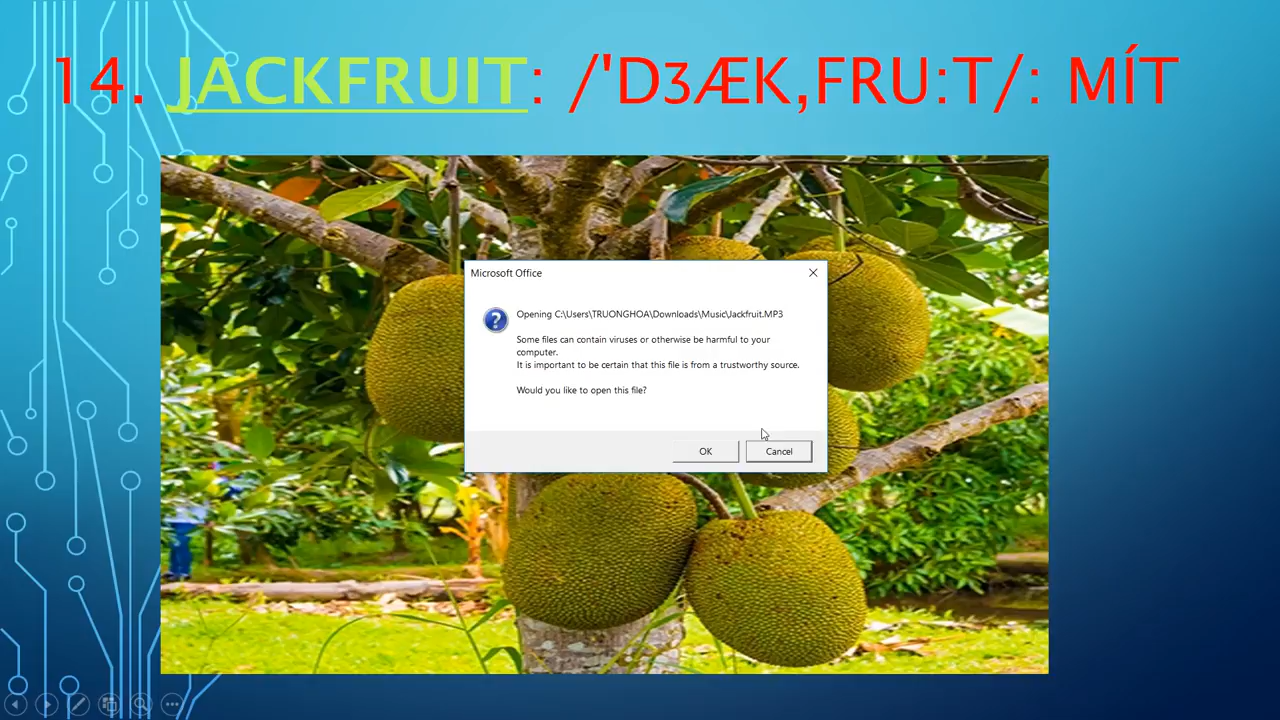 14. JACKFRUIT: /'DƷÆK,FRU:T/: MÍT
Microsoft Office
Opening C:\Users\TRUONGHOA\Downloads\Music\Jackfruit.MP3
Some files can contain viruses or otherwise be harmful to your
computer.
It is important to be certain that this file is from a trustworthy source.
Would you like to open this file?
OK Cancel